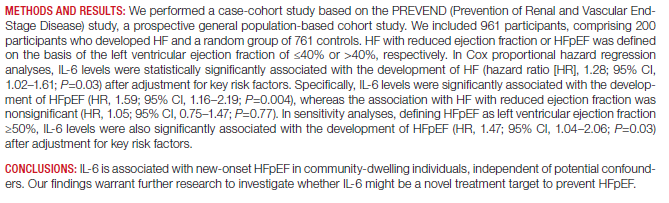 METHODS AND RESULTS: We performed a case-cohort study based on the PREVEND (Prevention of Renal and Vascular End-
Stage Disease) study, a prospective general population-based cohort study. We included 961 participants, comprising 200
participants who developed HF and a random group of 761 controls. HF with reduced ejection fraction or HFpEF was defined
on the basis of the left ventricular ejection fraction of ≤40% or >40%, respectively. In Cox proportional hazard regression
analyses, IL-6 levels were statistically significantly associated with the development of HF (hazard ratio [HR], 1.28; 95% CI,
1.02–1.61; P=0.03) after adjustment for key risk factors. Specifically, IL-6 levels were significantly associated with the develop-
ment of HFpEF (HR, 1.59; 95% CI, 1.16–2.19; P=0.004), whereas the association with HF with reduced ejection fraction was
nonsignificant (HR, 1.05; 95% CI, 0.75–1.47; P=0.77). In sensitivity analyses, defining HFpEF as left ventricular ejection fraction
≥50%, IL-6 levels were also significantly associated with the development of HFpEF (HR, 1.47; 95% CI, 1.04–2.06; P=0.03)
after adjustment for key risk factors.
CONCLUSIONS: IL-6 is associated with new-onset HFpEF in community-dwelling individuals, independent of potential confound-
ers. Our findings warrant further research to investigate whether IL-6 might be a novel treatment target to prevent HFpEF.